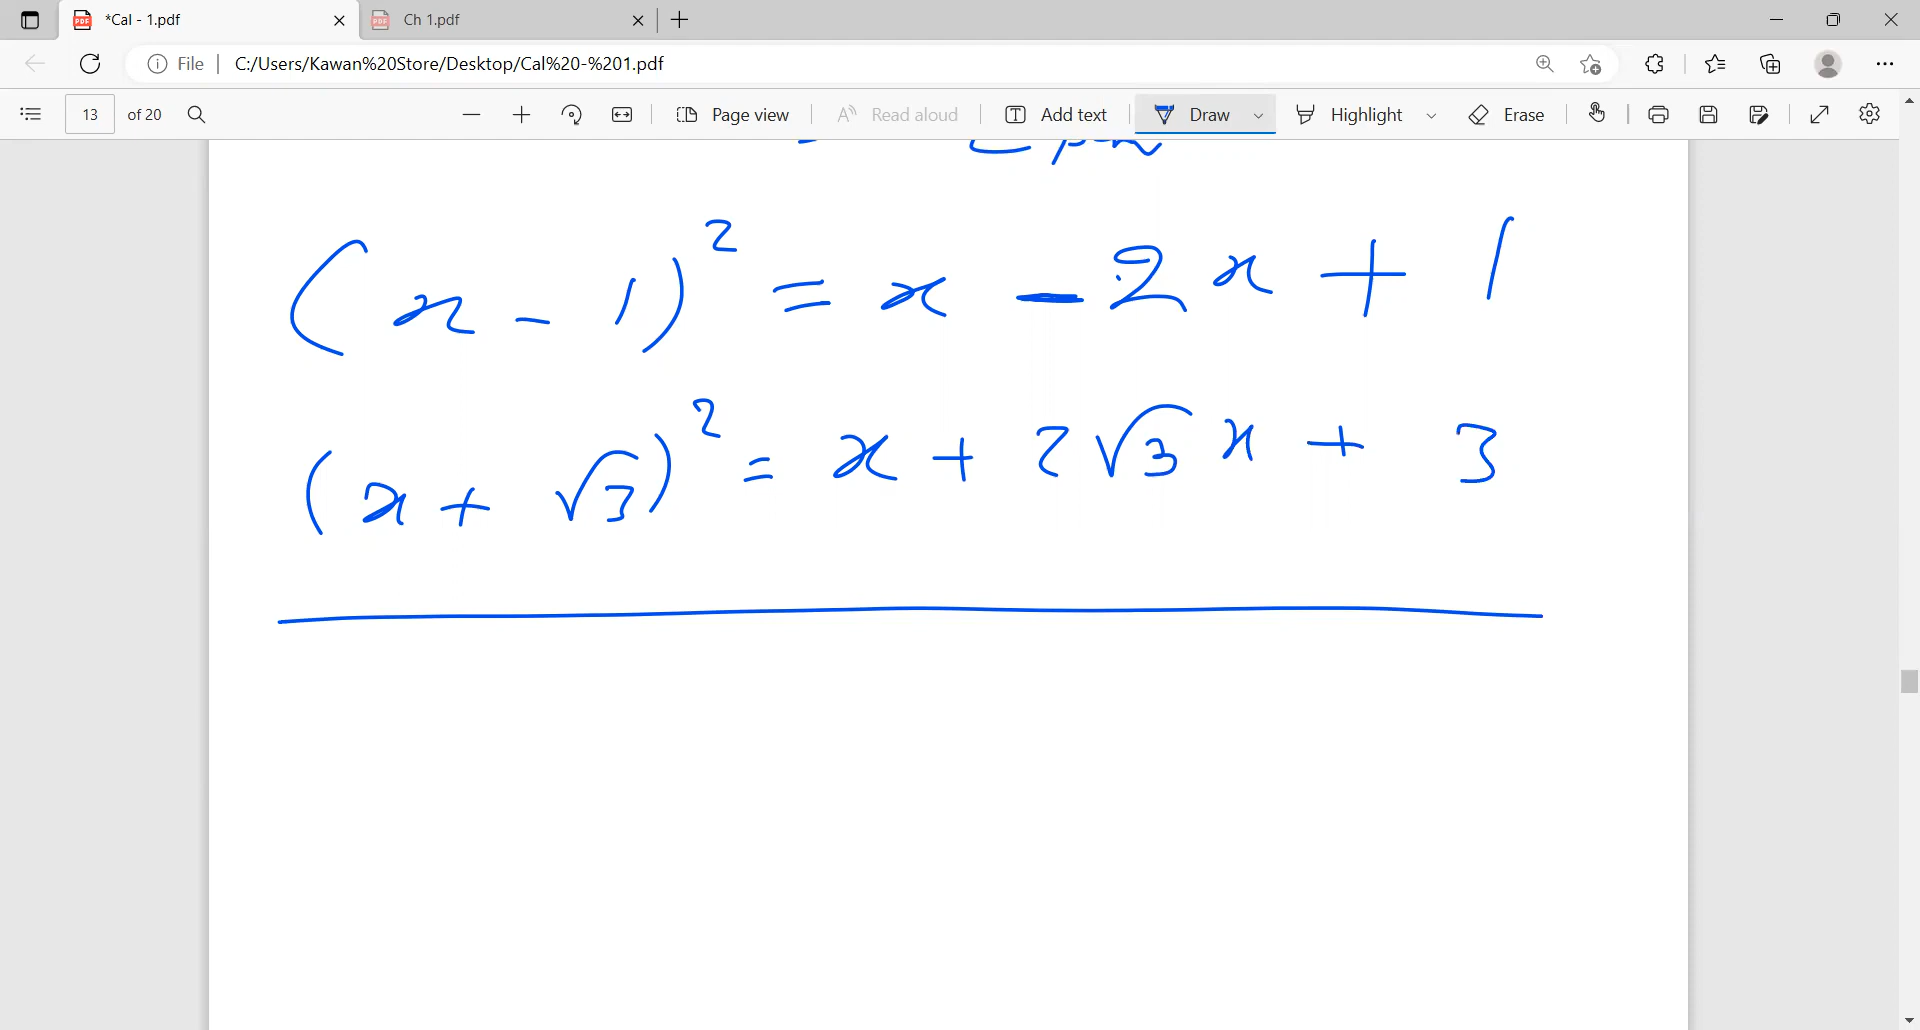 *Cal - 1.pdf
Ch 1.pdf
File
C:/Users/Kawan%20Store/Desktop/Cal%20-%201.pdf
13 of 20
Page view
Read aloud
Add text
Draw
Highlight
Erase
(x - 1)² = x - 2x + 1
(x + √3)² = x + 2√3 x + 3